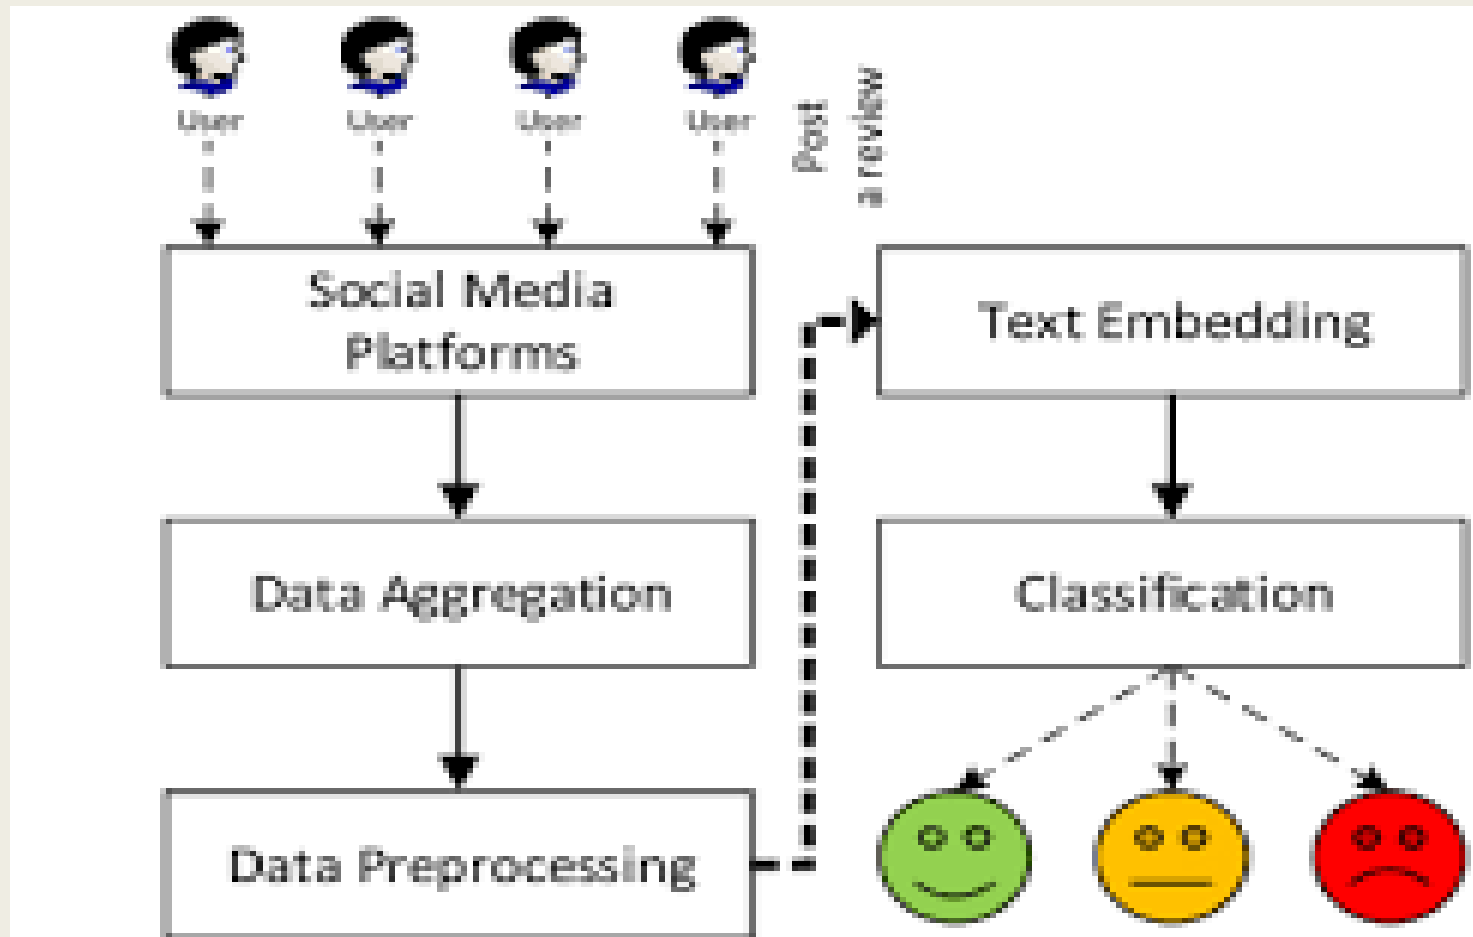 User User User User
Post
a review
Social Media
Platforms
Data Aggregation
Data Preprocessing
Text Embedding
Classification